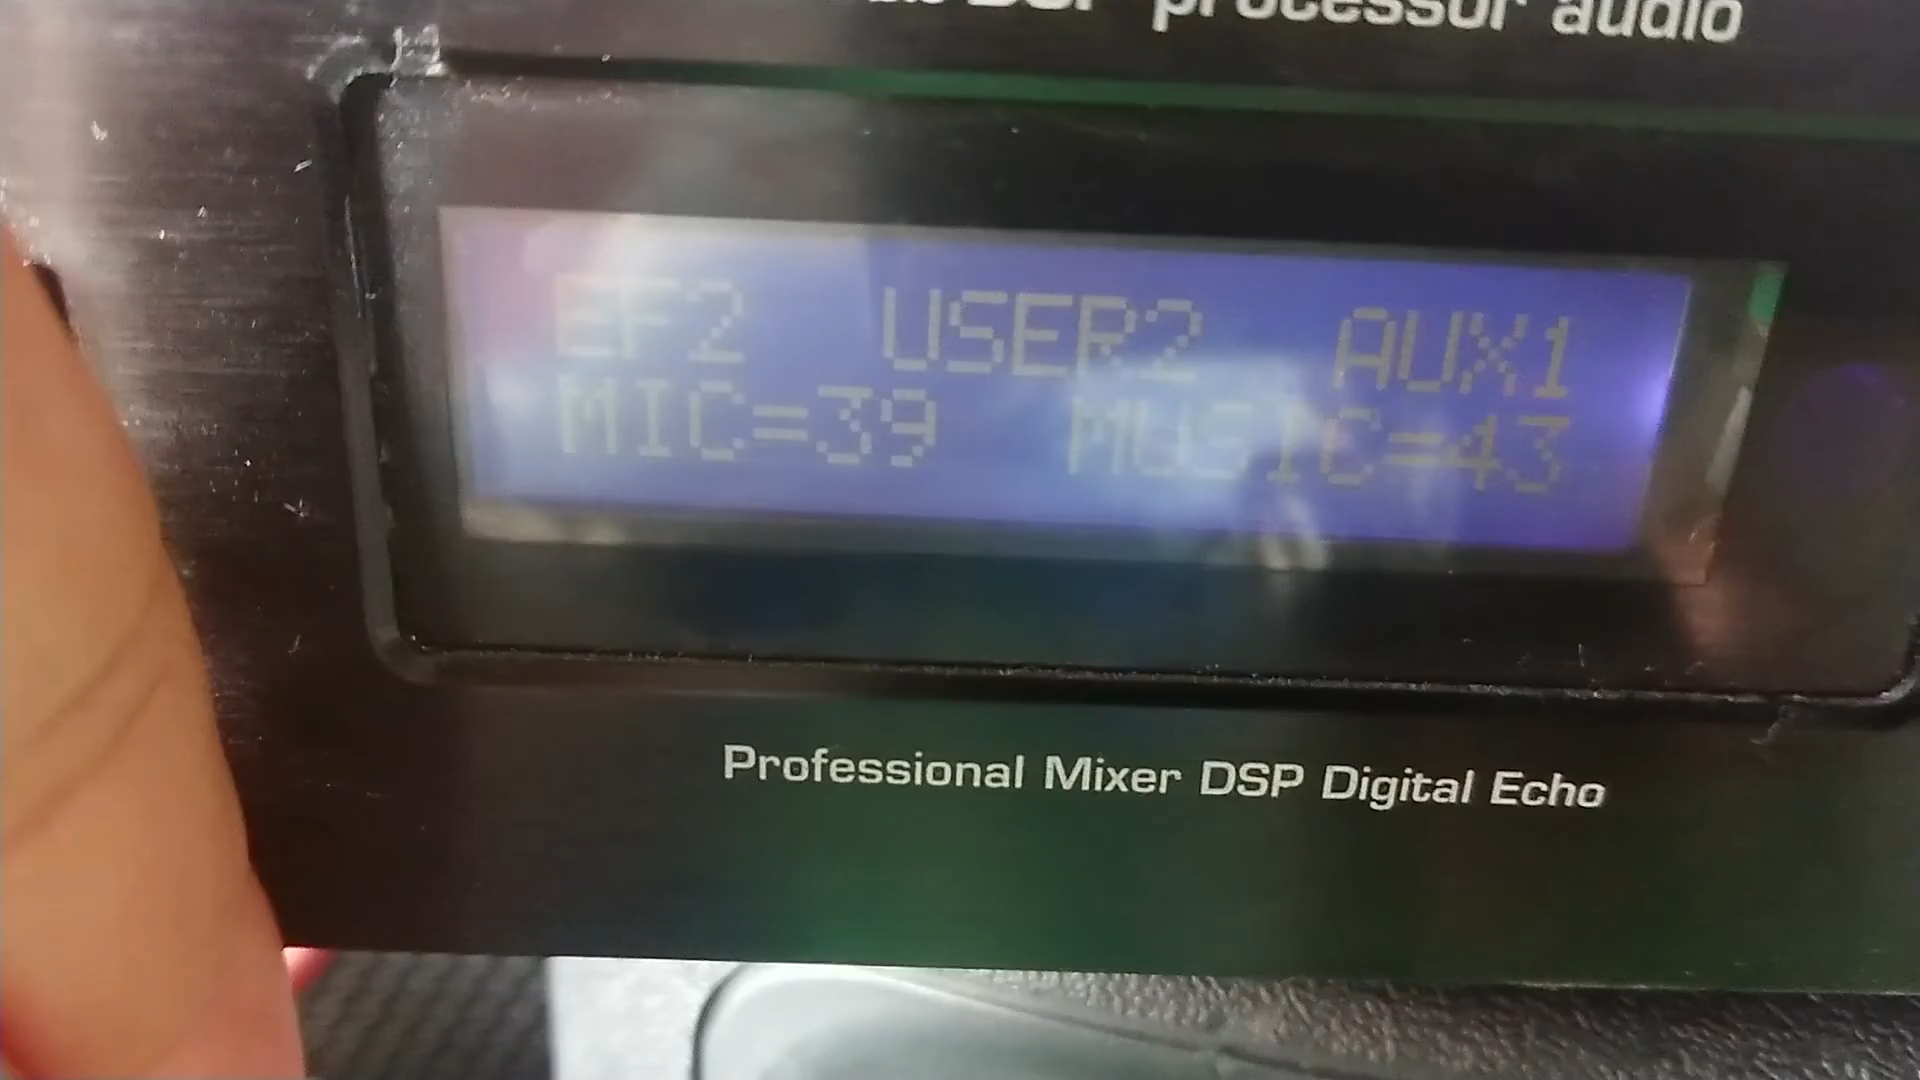 DSP processor audio
EF2 USER2 AUX1
MIC=39 MUSIC=43
Professional Mixer DSP Digital Echo